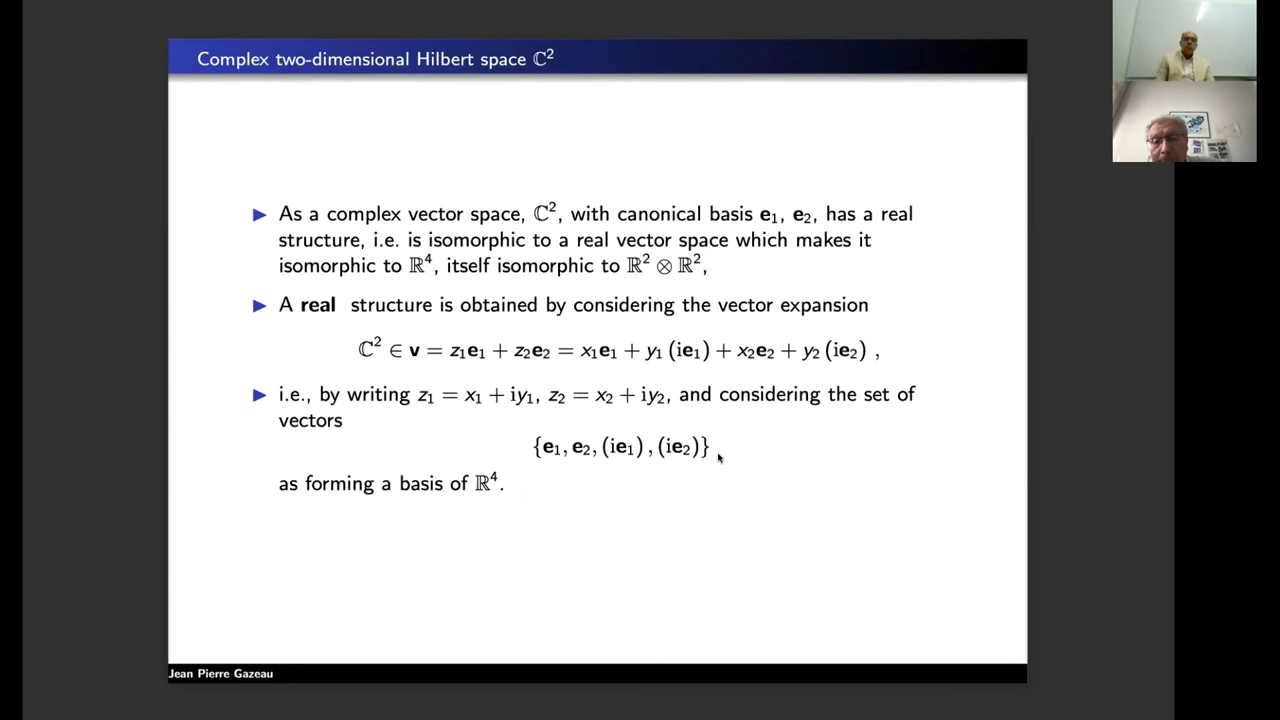 Complex two-dimensional Hilbert space ℂ²
▶ As a complex vector space, ℂ², with canonical basis e₁, e₂, has a real
structure, i.e. is isomorphic to a real vector space which makes it
isomorphic to ℝ⁴, itself isomorphic to ℝ² ⊗ ℝ²,
▶ A real structure is obtained by considering the vector expansion
ℂ² ∈ v = z₁e₁ + z₂e₂ = x₁e₁ + y₁ (ie₁) + x₂e₂ + y₂ (ie₂) ,
▶ i.e., by writing z₁ = x₁ + iy₁, z₂ = x₂ + iy₂, and considering the set of
vectors
{e₁, e₂, (ie₁) , (ie₂)}
as forming a basis of ℝ⁴.
Jean Pierre Gazeau